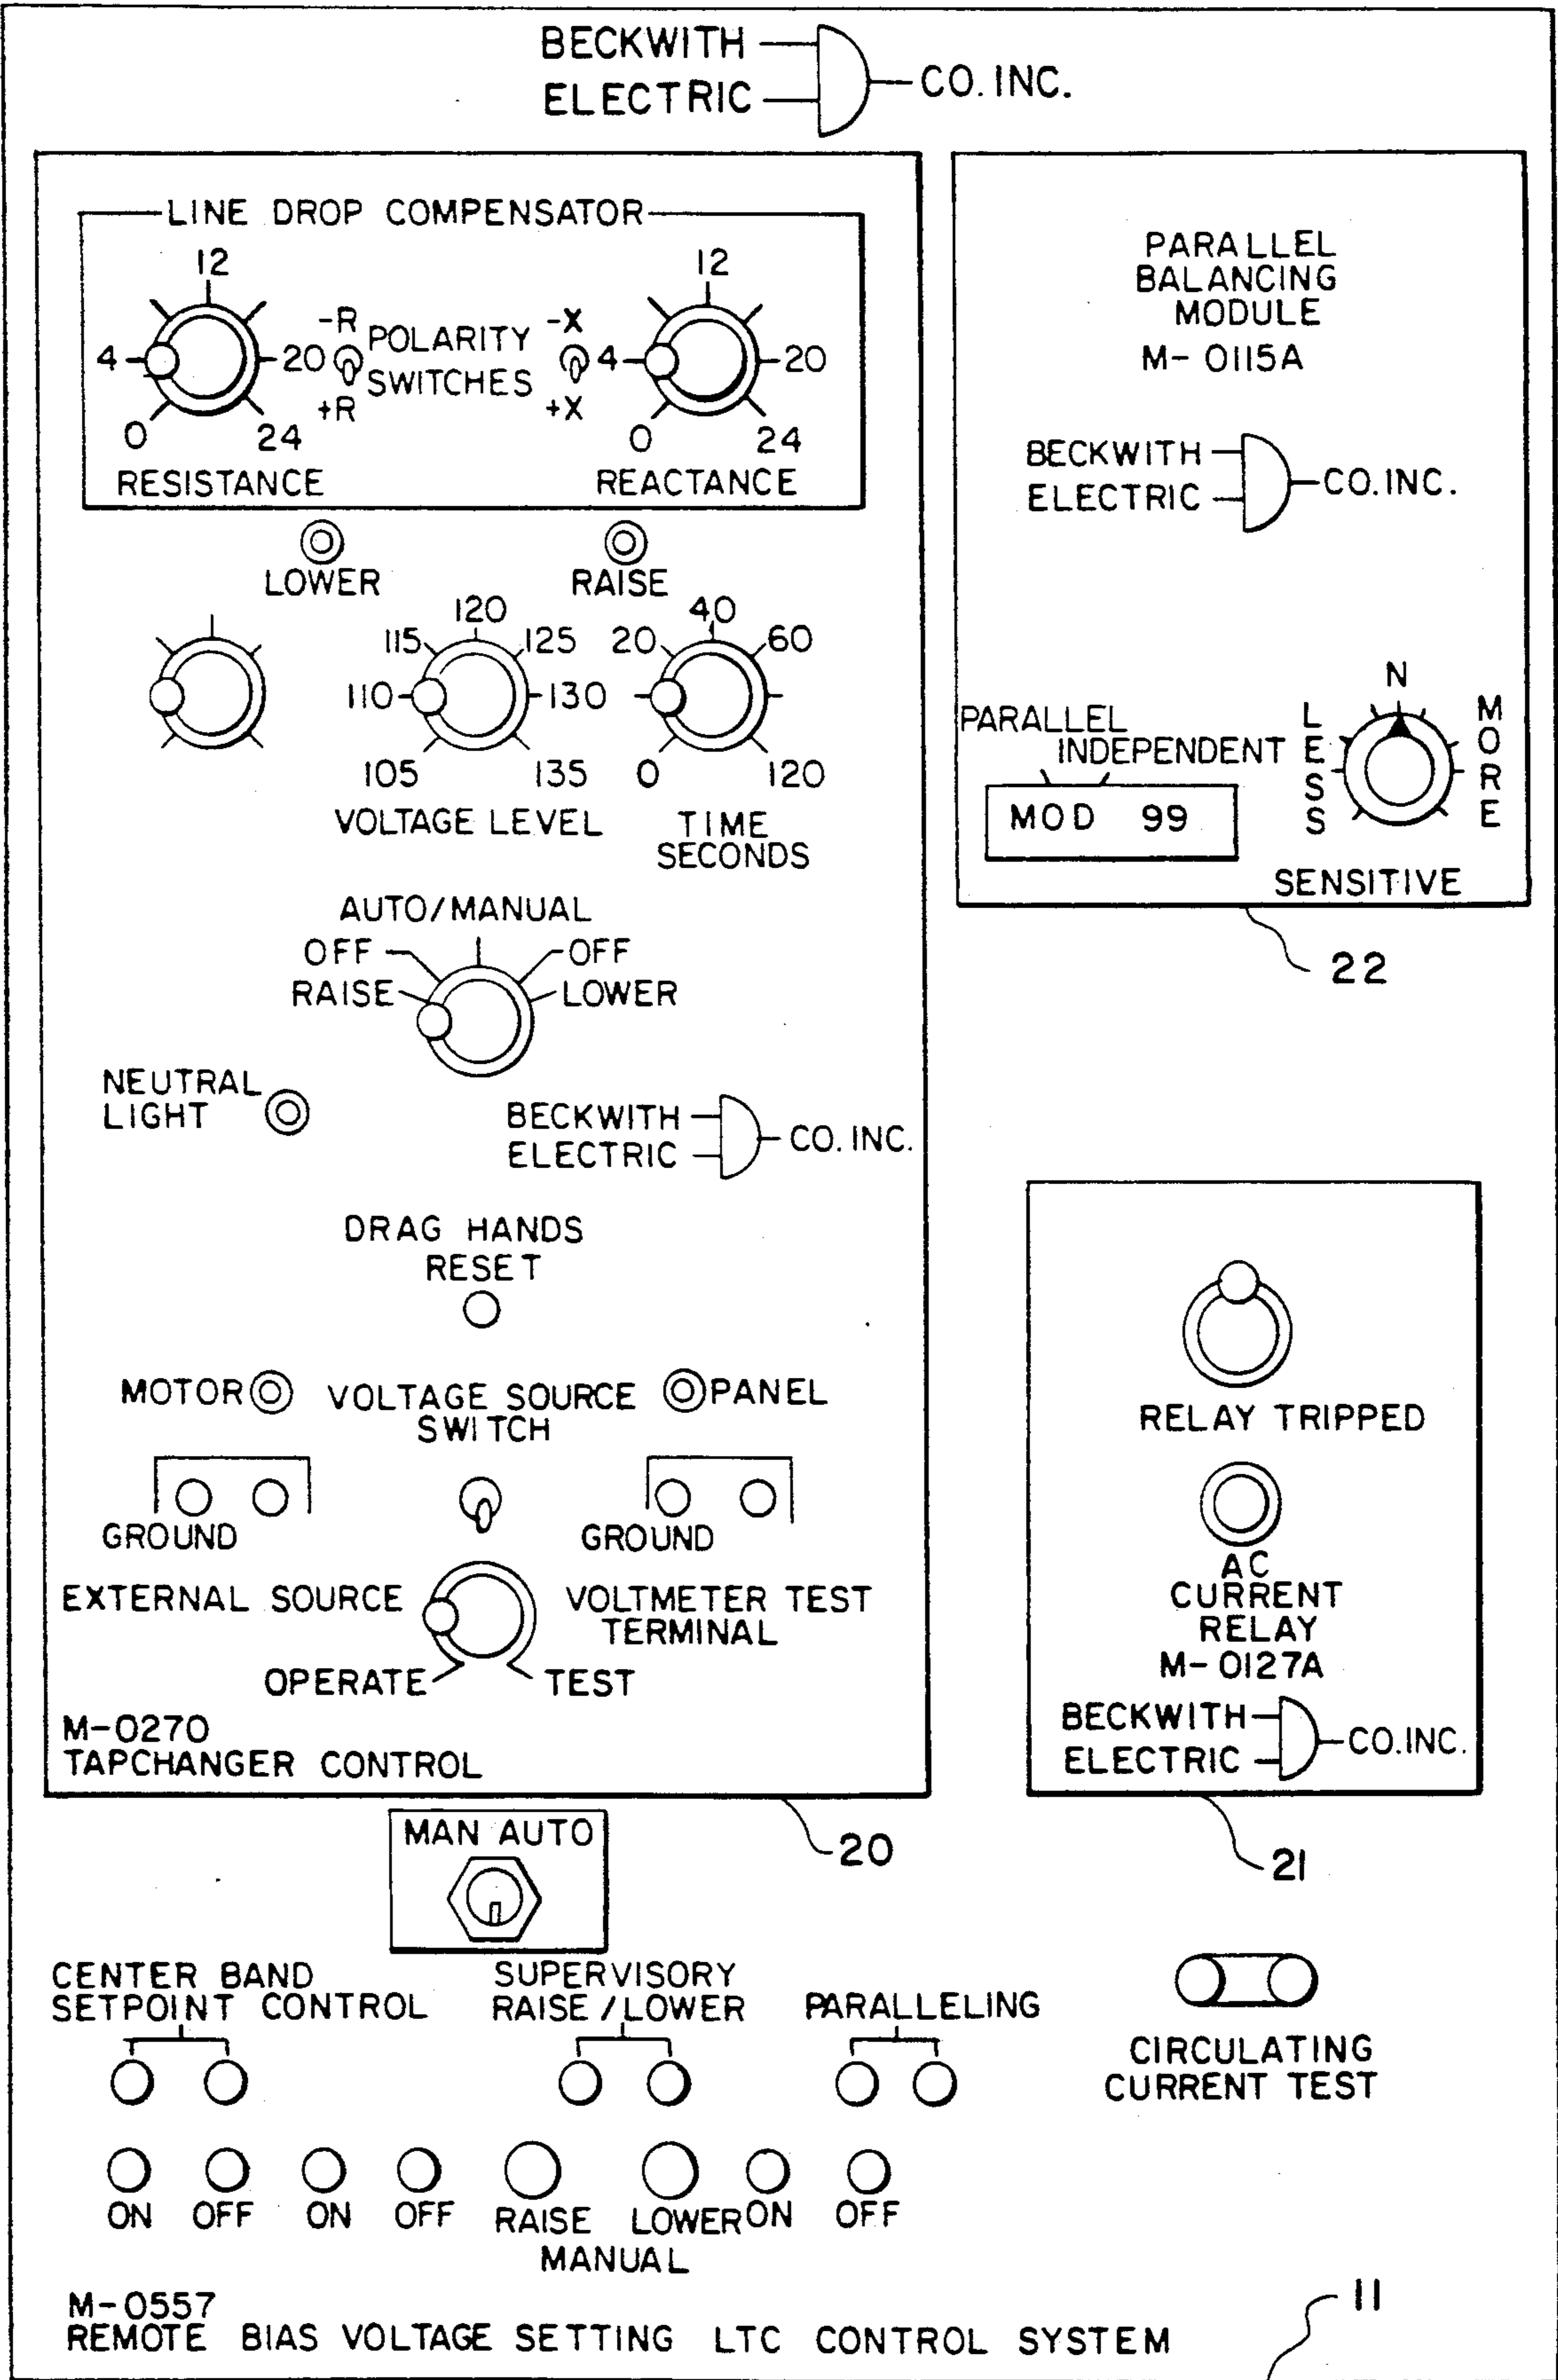 BECKWITH
ELECTRIC
CO. INC.
LINE DROP COMPENSATOR
12
4
20
0
24
RESISTANCE
-R
+R
POLARITY
SWITCHES
-X
+X
12
4
20
0
24
REACTANCE
LOWER
RAISE
120
115
125
110
130
105
135
VOLTAGE LEVEL
40
20
60
0
120
TIME
SECONDS
AUTO/MANUAL
OFF
OFF
RAISE
LOWER
NEUTRAL
LIGHT
BECKWITH
ELECTRIC
CO. INC.
DRAG HANDS
RESET
MOTOR
VOLTAGE SOURCE
SWITCH
PANEL
GROUND
GROUND
EXTERNAL SOURCE
VOLTMETER TEST
TERMINAL
OPERATE
TEST
M-0270
TAPCHANGER CONTROL
20
PARALLEL
BALANCING
MODULE
M-0115A
BECKWITH
ELECTRIC
CO. INC.
PARALLEL
INDEPENDENT
MOD 99
N
LESS
MORE
SENSITIVE
22
RELAY TRIPPED
AC
CURRENT
RELAY
M-0127A
BECKWITH
ELECTRIC
CO. INC.
21
MAN AUTO
CENTER BAND
SETPOINT CONTROL
SUPERVISORY
RAISE/LOWER
PARALLELING
CIRCULATING
CURRENT TEST
ON OFF ON OFF RAISE LOWER ON OFF
MANUAL
M-0557
REMOTE BIAS VOLTAGE SETTING LTC CONTROL SYSTEM
11